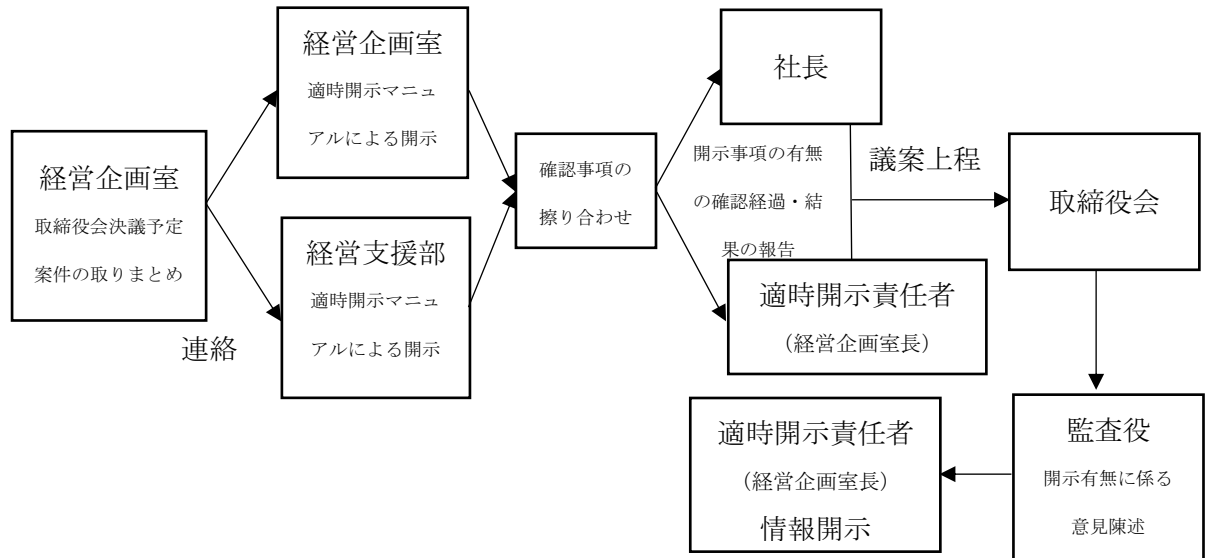 経営企画室
取締役会決議予定
案件の取りまとめ
連絡
経営企画室
適時開示マニュ
アルによる開示
経営支援部
適時開示マニュ
アルによる開示
確認事項の
擦り合わせ
社長
開示事項の有無
の確認経過・結
果の報告
適時開示責任者
（経営企画室長）
議案上程
取締役会
監査役
開示有無に係る
意見陳述
適時開示責任者
（経営企画室長）
情報開示